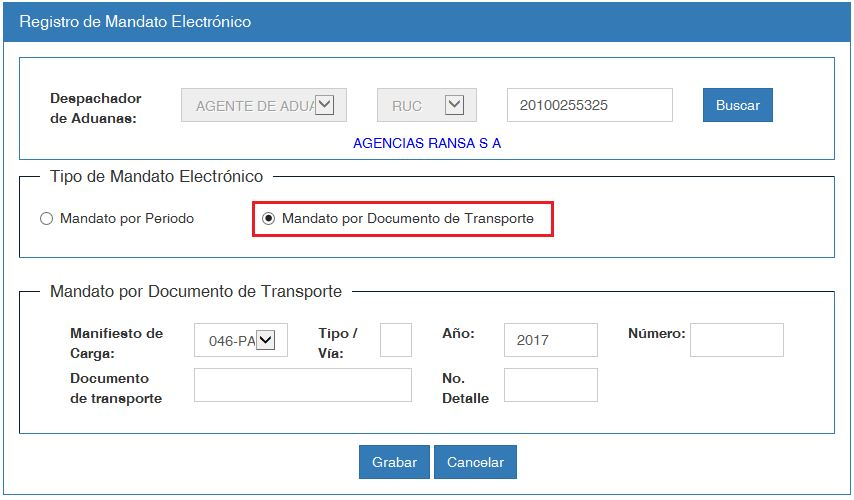 Registro de Mandato Electrónico
Despachador AGENTE DE ADUA RUC 20100255325 Buscar
de Aduanas:
AGENCIAS RANSA S A
Tipo de Mandato Electrónico
Mandato por Periodo Mandato por Documento de Transporte
Mandato por Documento de Transporte
Manifiesto de 046-PA Tipo / Año: 2017 Número:
Carga: Vía:
Documento No.
de transporte Detalle
Grabar Cancelar